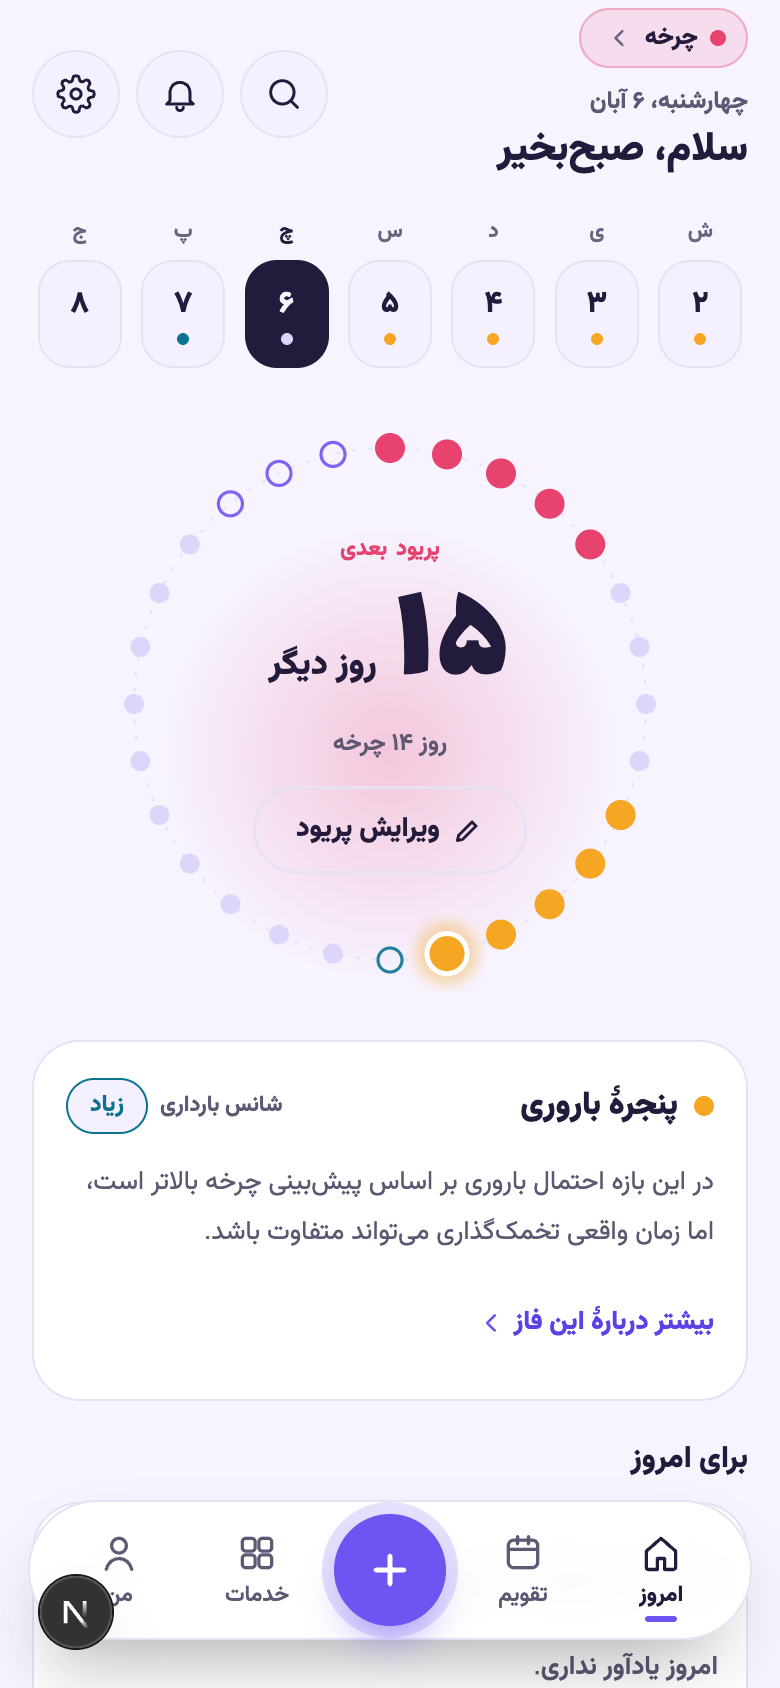 چرخه
چهارشنبه، ۶ آبان
سلام، صبح‌بخیر
ش ی د س چ پ ج
۲ ۳ ۴ ۵ ۶ ۷ ۸
پریود بعدی
۱۵ روز دیگر
روز ۱۴ چرخه
ویرایش پریود
پنجرهٔ باروری
شانس بارداری زیاد
در این بازه احتمال باروری بر اساس پیش‌بینی چرخه بالاتر است،
اما زمان واقعی تخمک‌گذاری می‌تواند متفاوت باشد.
بیشتر دربارهٔ این فاز
برای امروز
امروز تقویم خدمات من
N
امروز یادآور نداری.